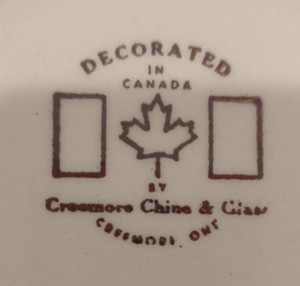 DECORATED
IN
CANADA
BY
Creemore China & Glass
CREEMORE, ONT